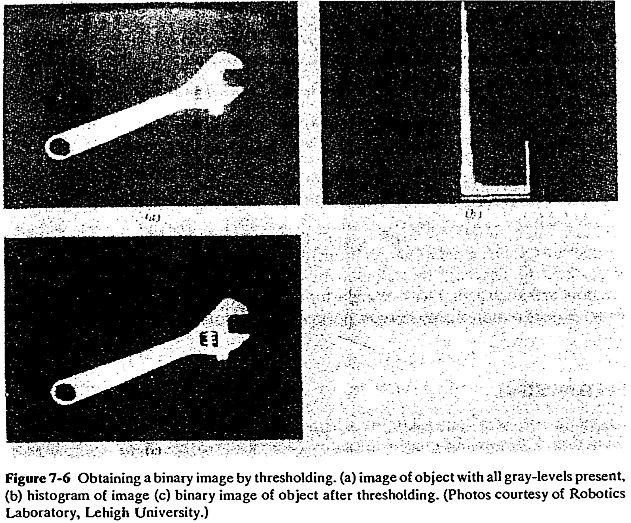 (a)
(b)
(c)
Figure 7-6 Obtaining a binary image by thresholding. (a) image of object with all gray-levels present,
(b) histogram of image (c) binary image of object after thresholding. (Photos courtesy of Robotics
Laboratory, Lehigh University.)